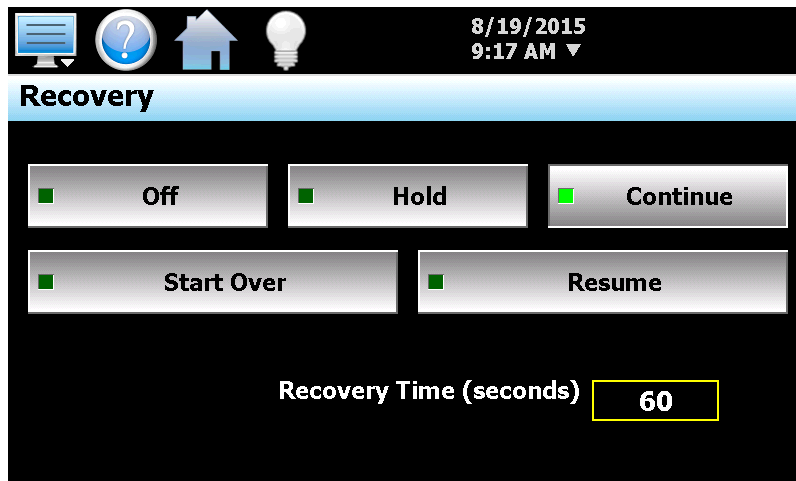 ?
8/19/2015
9:17 AM ▼
Recovery
Off Hold Continue
Start Over Resume
Recovery Time (seconds) 60